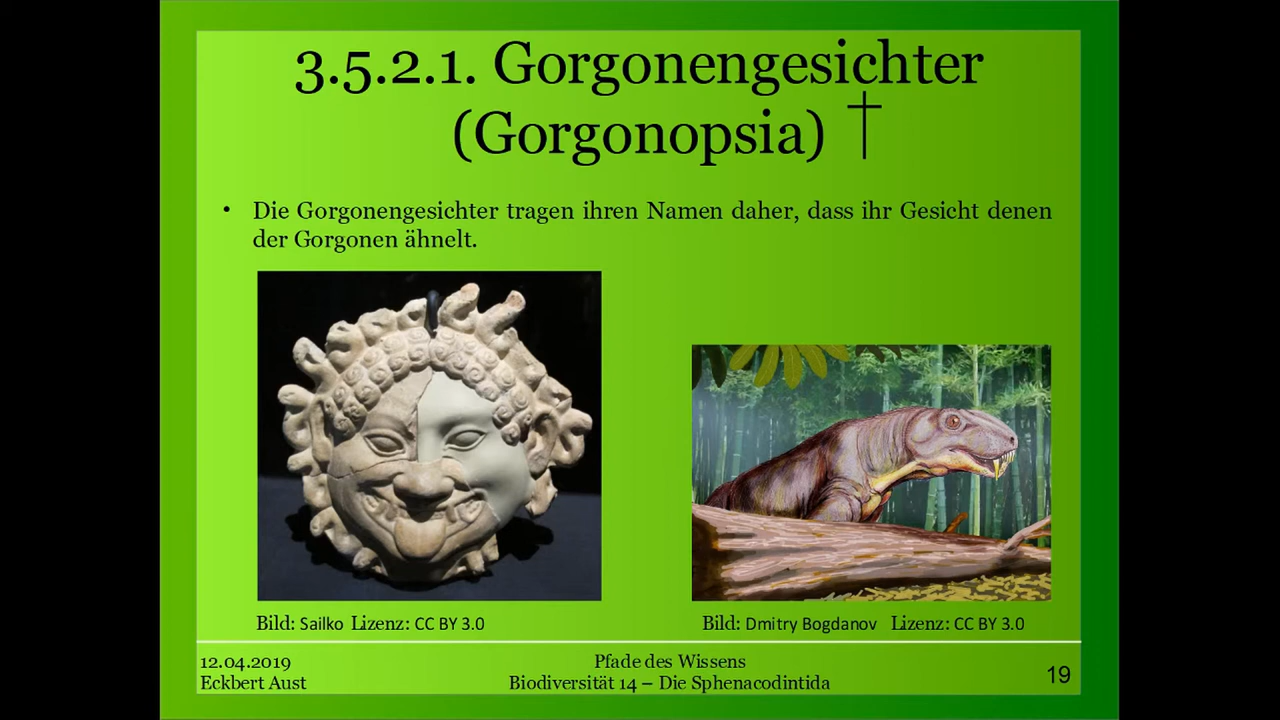 3.5.2.1. Gorgonengesichter
(Gorgonopsia) †
• Die Gorgonengesichter tragen ihren Namen daher, dass ihr Gesicht denen
der Gorgonen ähnelt.
Bild: Sailko Lizenz: CC BY 3.0
Bild: Dmitry Bogdanov Lizenz: CC BY 3.0
12.04.2019
Eckbert Aust
Pfade des Wissens
Biodiversität 14 – Die Sphenacodintida
19